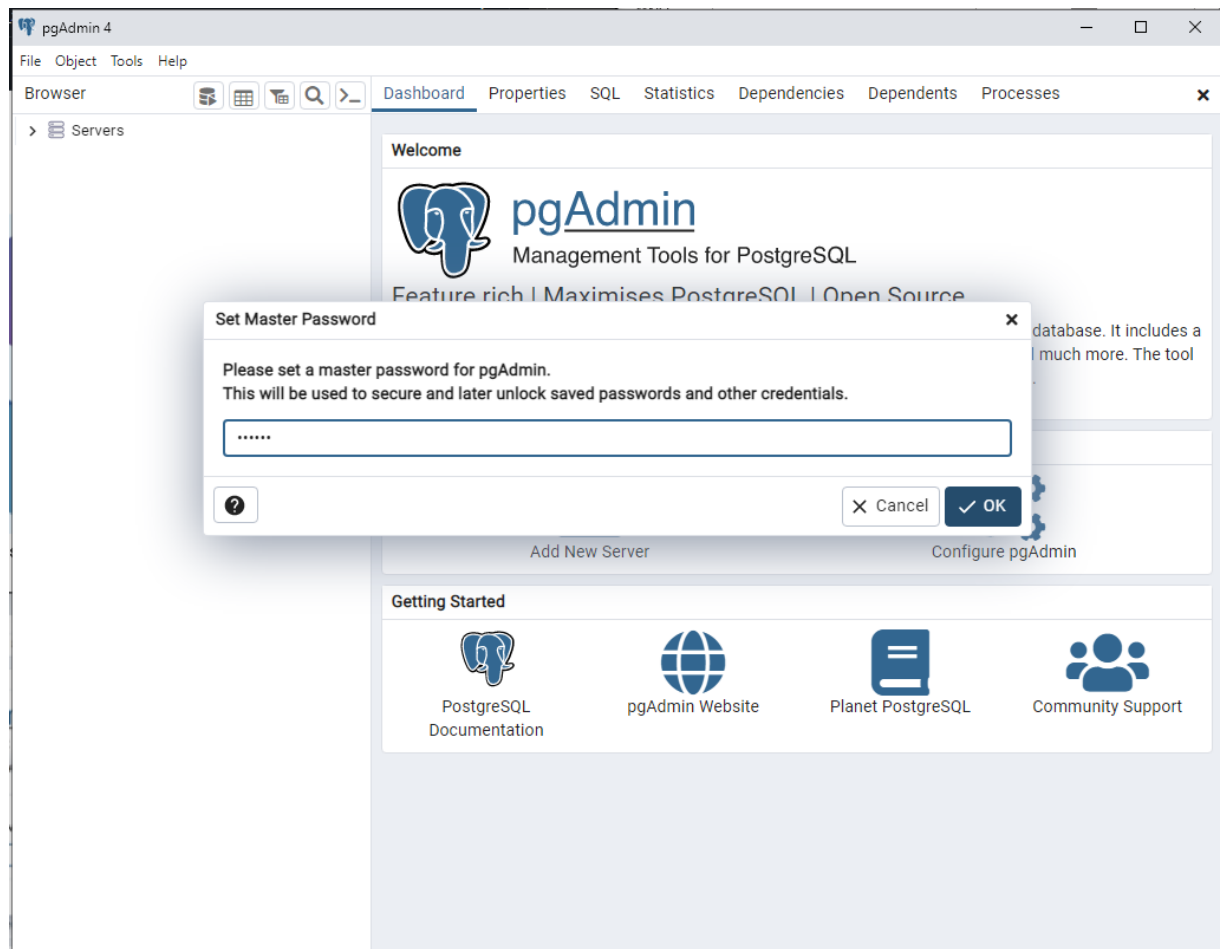 pgAdmin 4
File Object Tools Help
Browser
Dashboard Properties SQL Statistics Dependencies Dependents Processes
Servers
Welcome
pgAdmin
Management Tools for PostgreSQL
Feature rich | Maximises PostgreSQL | Open Source
database. It includes a
much more. The tool
Set Master Password
Please set a master password for pgAdmin.
This will be used to secure and later unlock saved passwords and other credentials.
••••••
Cancel
OK
Add New Server
Configure pgAdmin
Getting Started
PostgreSQL
Documentation
pgAdmin Website
Planet PostgreSQL
Community Support